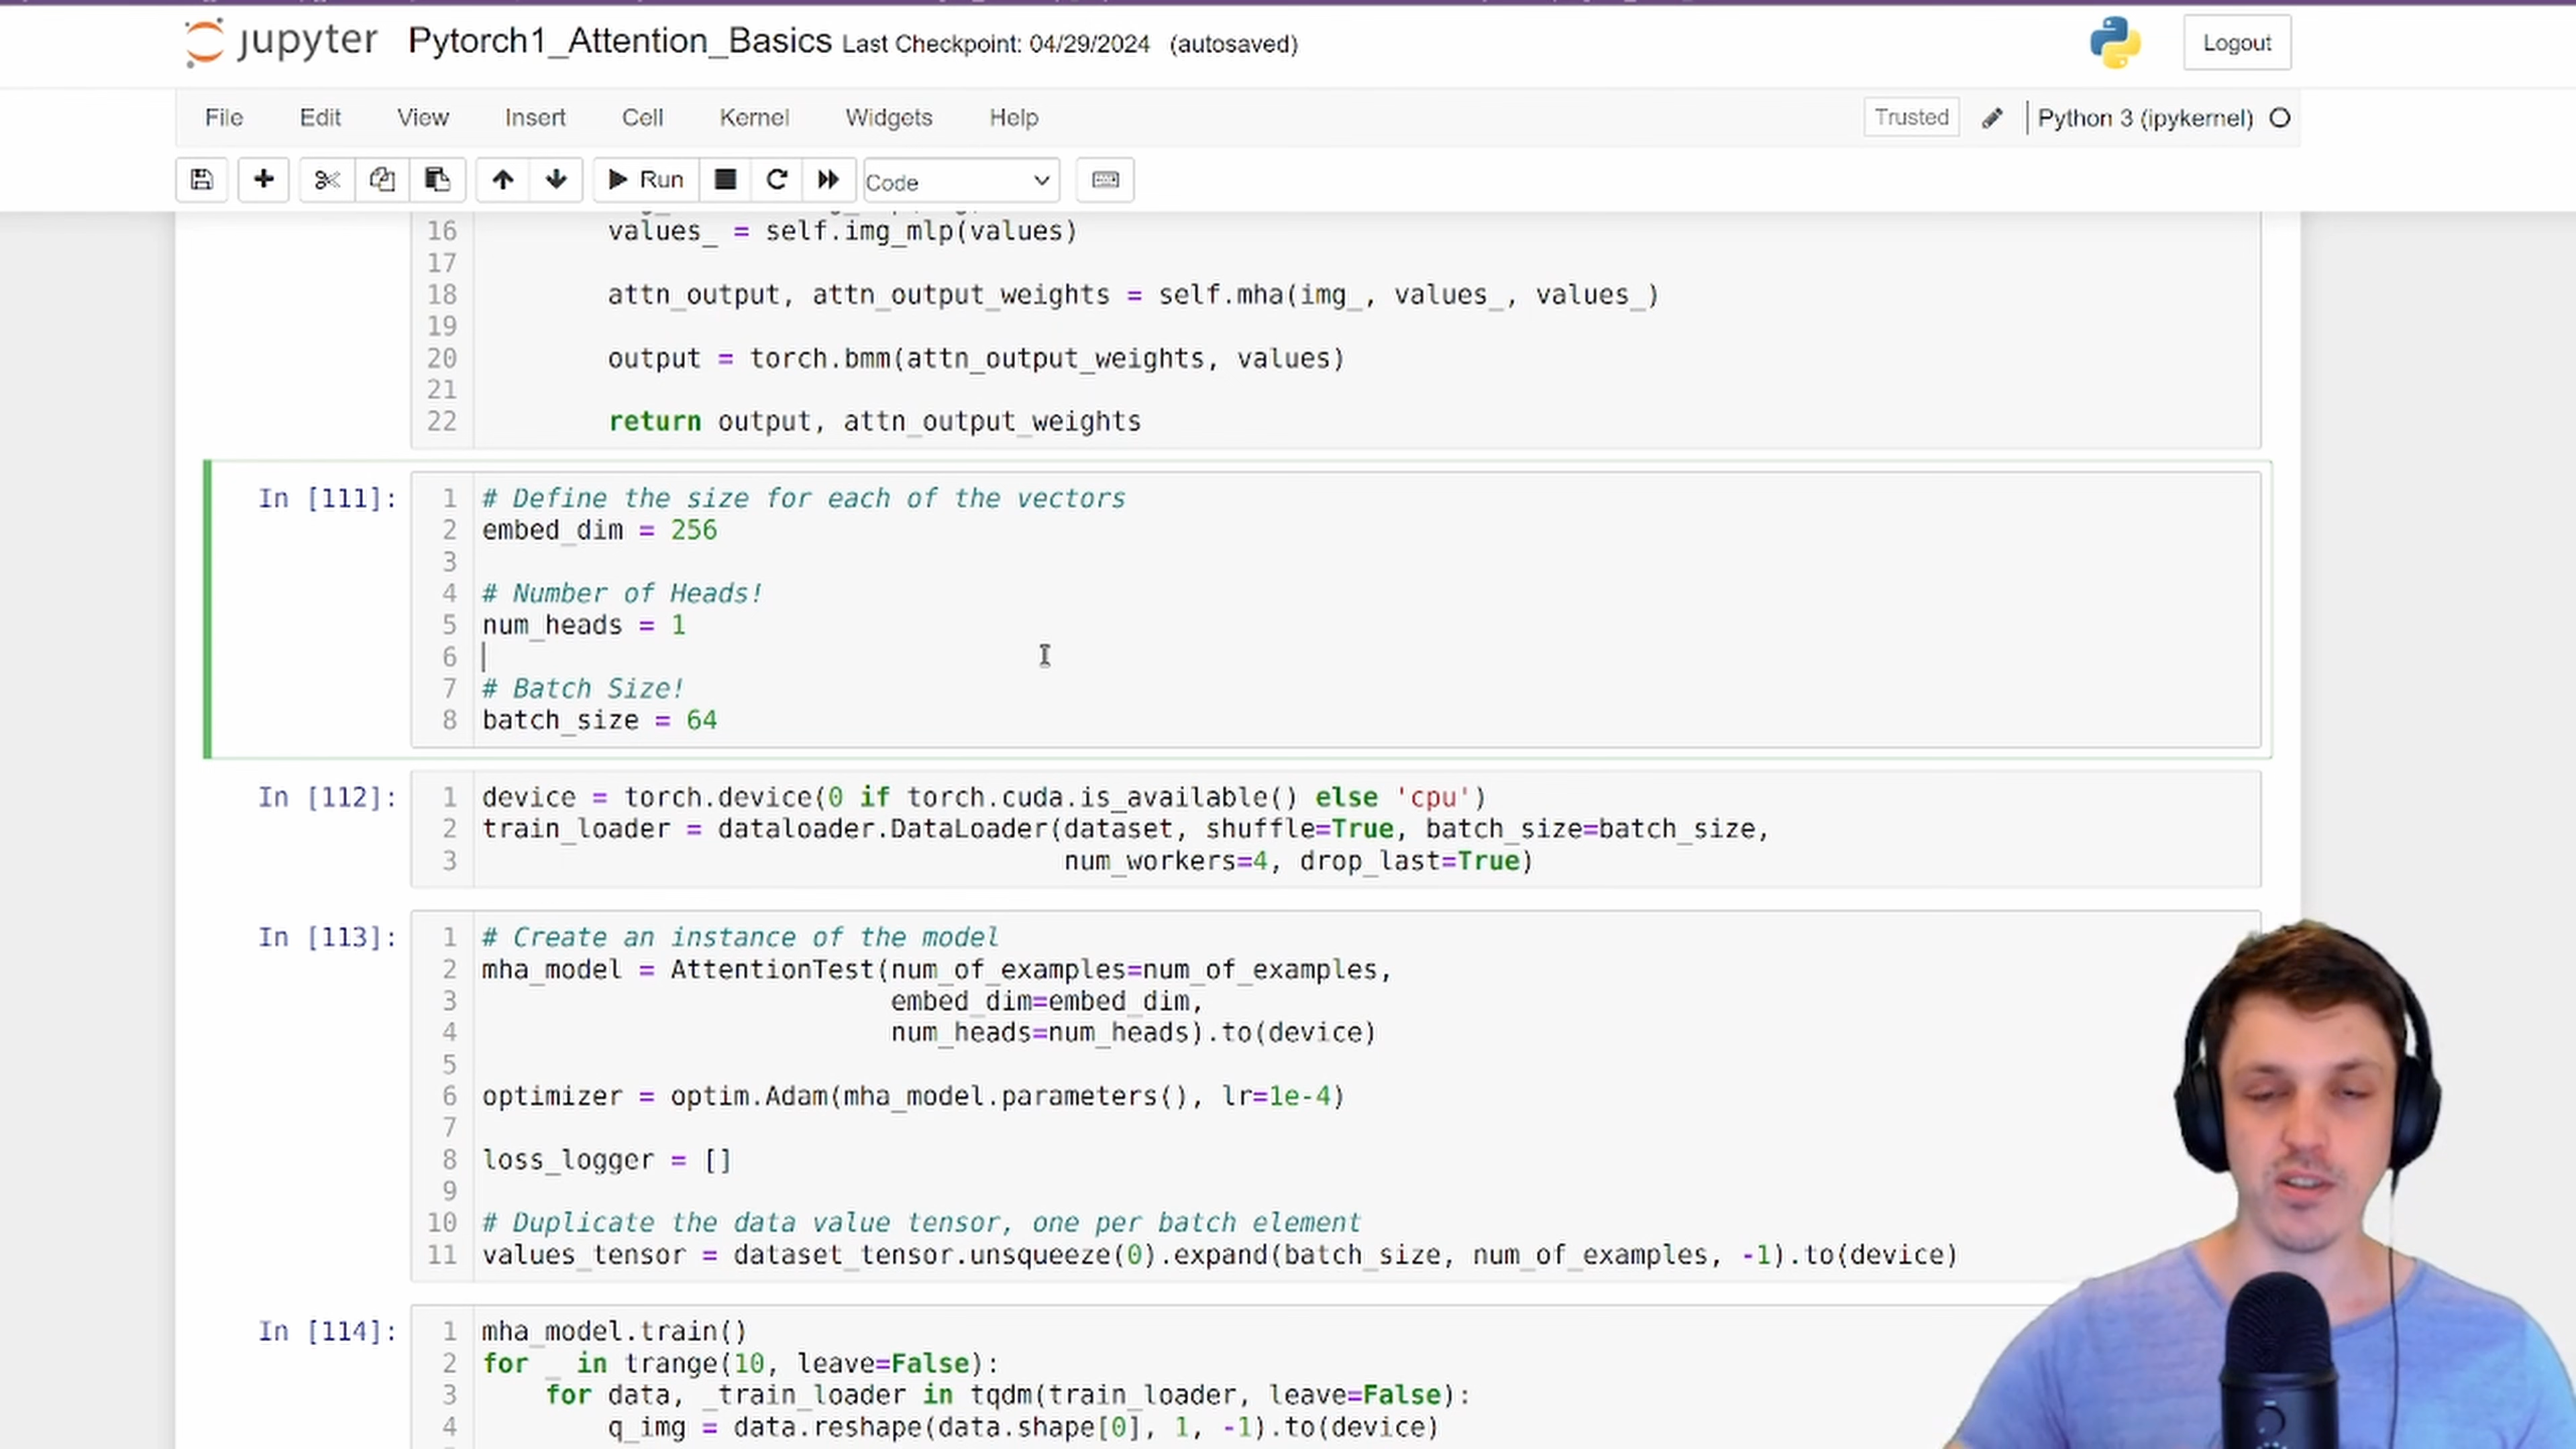 jupyter Pytorch1_Attention_Basics Last Checkpoint: 04/29/2024 (autosaved) Logout
File Edit View Insert Cell Kernel Widgets Help Trusted Python 3 (ipykernel)
Run Code
16 values_ = self.img_mlp(values)
17
18 attn_output, attn_output_weights = self.mha(img_, values_, values_)
19
20 output = torch.bmm(attn_output_weights, values)
21
22 return output, attn_output_weights
In [111]: 1 # Define the size for each of the vectors
2 embed_dim = 256
3
4 # Number of Heads!
5 num_heads = 1
6
7 # Batch Size!
8 batch_size = 64
In [112]: 1 device = torch.device(0 if torch.cuda.is_available() else 'cpu')
2 train_loader = dataloader.DataLoader(dataset, shuffle=True, batch_size=batch_size,
3 num_workers=4, drop_last=True)
In [113]: 1 # Create an instance of the model
2 mha_model = AttentionTest(num_of_examples=num_of_examples,
3 embed_dim=embed_dim,
4 num_heads=num_heads).to(device)
5
6 optimizer = optim.Adam(mha_model.parameters(), lr=1e-4)
7
8 loss_logger = []
9
10 # Duplicate the data value tensor, one per batch element
11 values_tensor = dataset_tensor.unsqueeze(0).expand(batch_size, num_of_examples, -1).to(device)
In [114]: 1 mha_model.train()
2 for _ in trange(10, leave=False):
3 for data, _train_loader in tqdm(train_loader, leave=False):
4 q_img = data.reshape(data.shape[0], 1, -1).to(device)